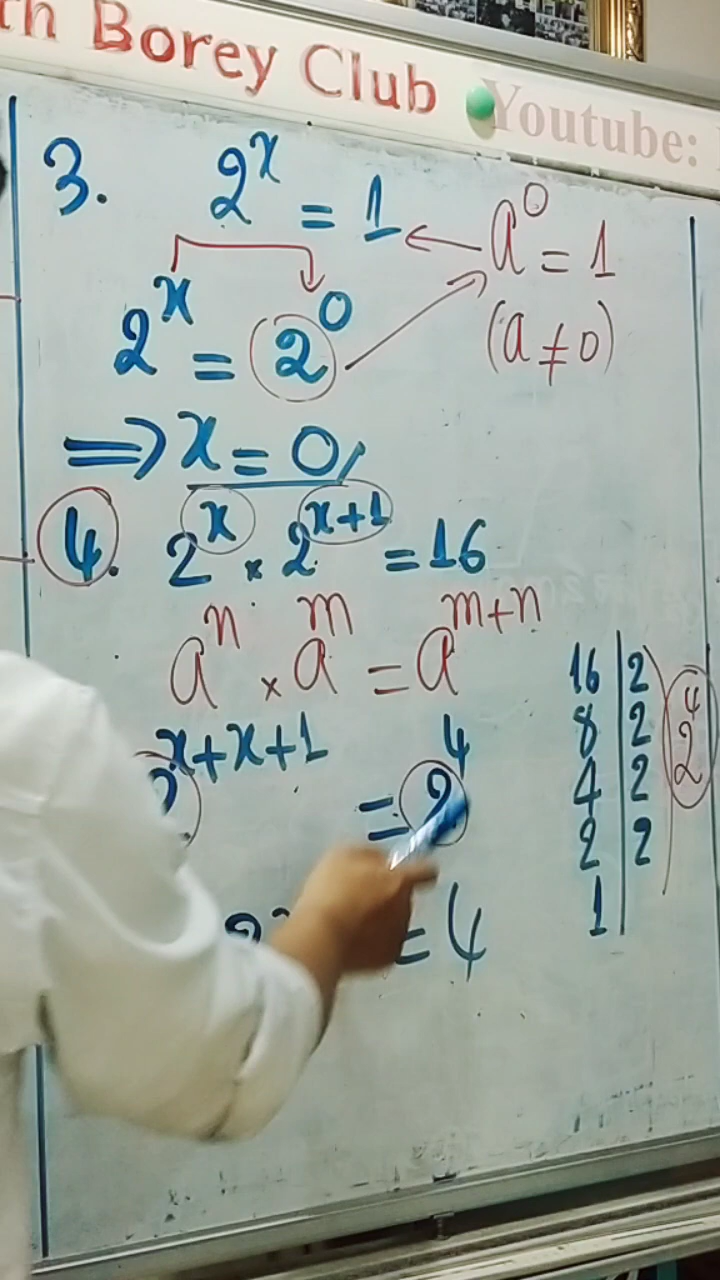 th Borey Club Youtube:
3. 2^x = 1
a^0 = 1
2^x = 2^0
(a ≠ 0)
⇒ x = 0
4. 2^x × 2^(x+1) = 16
a^n × a^m = a^(m+n)
2^(x+x+1) = 2^4
= 4
16 | 2
8 | 2
4 | 2
2 | 2
1
2^4